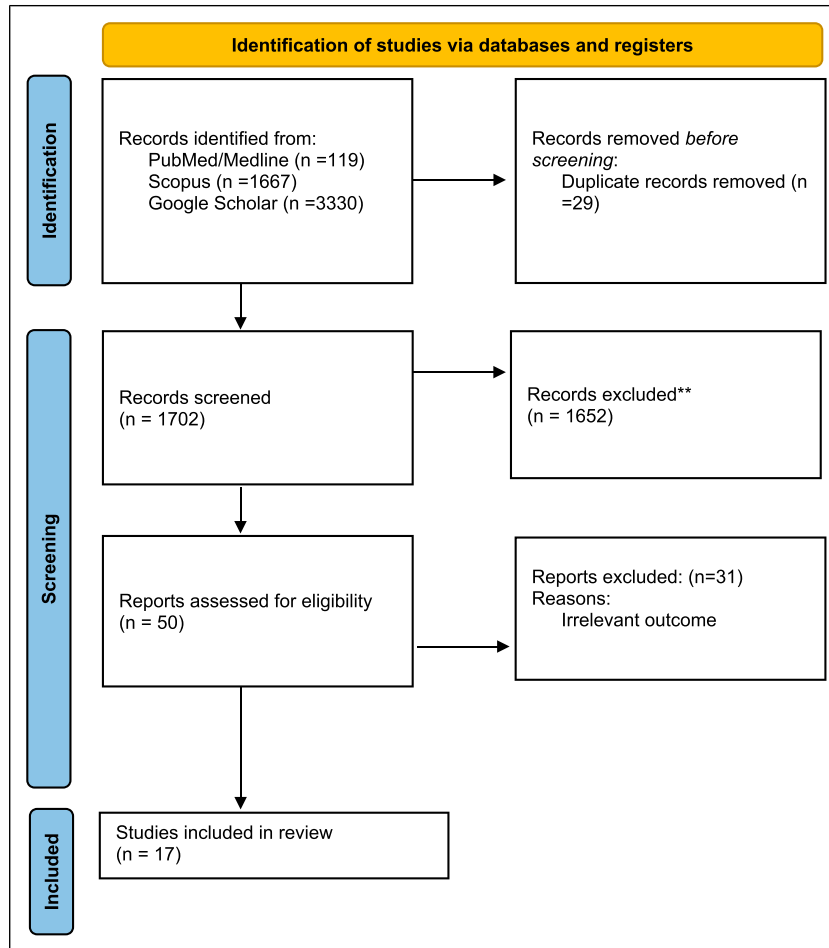 Identification of studies via databases and registers
Identification
Records identified from:
PubMed/Medline (n =119)
Scopus (n =1667)
Google Scholar (n =3330)
Records removed before
screening:
Duplicate records removed (n
=29)
Screening
Records screened
(n = 1702)
Records excluded**
(n = 1652)
Reports assessed for eligibility
(n = 50)
Reports excluded: (n=31)
Reasons:
Irrelevant outcome
Included
Studies included in review
(n = 17)